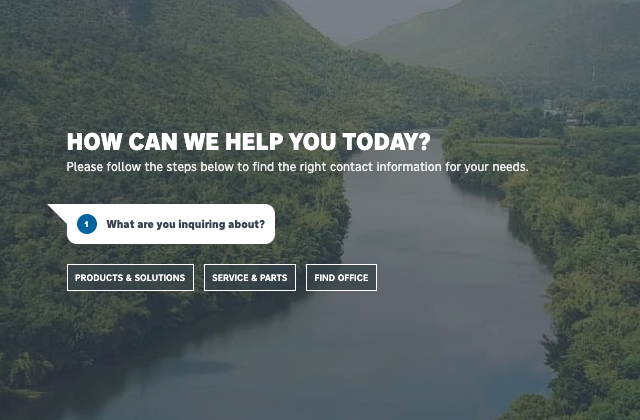 HOW CAN WE HELP YOU TODAY?
Please follow the steps below to find the right contact information for your needs.
1 What are you inquiring about?
PRODUCTS & SOLUTIONS SERVICE & PARTS FIND OFFICE